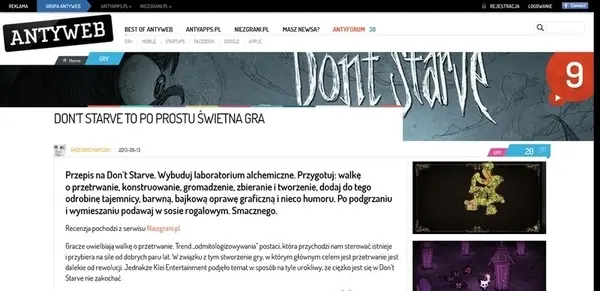 REKLAMA GRUPA ANTYWEB ANTYAPPS.PL NIEZGRANI.PL REJESTRACJA LOGOWANIE Connect
ANTYWEB
BEST OF ANTYWEB ANTYAPPS.PL NIEZGRANI.PL MASZ NEWSA? ANTYFORUM 38
GRY MOBILE STARTUPS FACEBOOK GOOGLE APPLE
Home GRY
Don't Starve
9
DON'T STARVE TO PO PROSTU ŚWIETNA GRA
GRZEGORZ MARCZAK 2013-05-13
GRY 20
Przepis na Don't Starve. Wybuduj laboratorium alchemiczne. Przygotuj: walkę
o przetrwanie, konstruowanie, gromadzenie, zbieranie i tworzenie, dodaj do tego
odrobinę tajemnicy, barwną, bajkową oprawę graficzną i nieco humoru. Po podgrzaniu
i wymieszaniu podawaj w sosie rogalowym. Smacznego.
Recenzja pochodzi z serwisu Niezgrani.pl
Gracze uwielbiają walkę o przetrwanie. Trend „odmitologizowywania” postaci, która przychodzi nam sterować istnieje
i przybiera na sile od dobrych paru lat. W związku z tym stworzenie gry, w którym głównym celem jest przetrwanie jest
dalekie od rewolucji. Jednakże Klei Entertainment podjęło temat w sposób na tyle urokliwy, że ciężko jest się w Don't
Starve nie zakochać